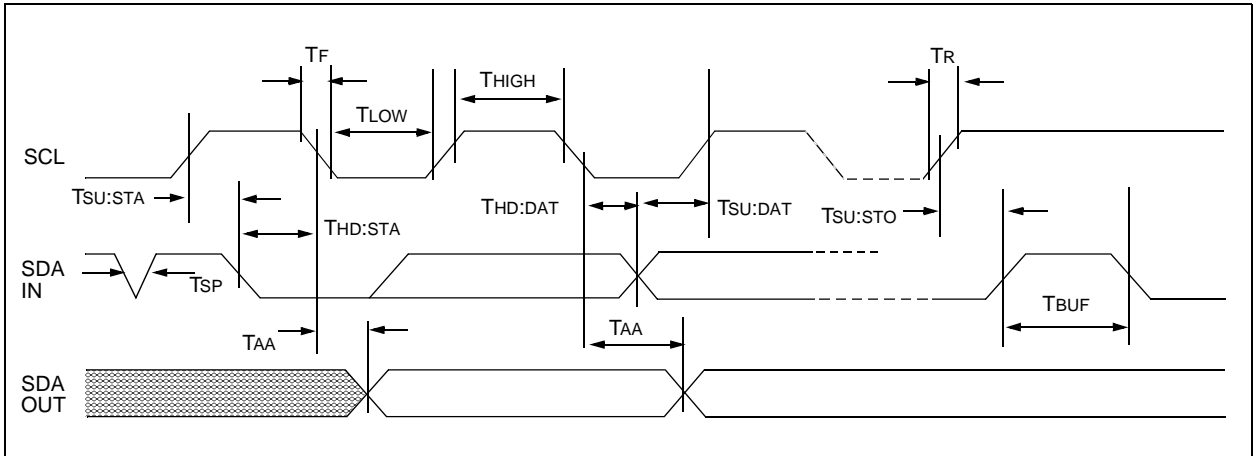 TF
TR
THIGH
TLOW
SCL
TSU:STA
THD:DAT
TSU:DAT
TSU:STO
THD:STA
SDA
IN
TSP
TBUF
TAA
TAA
SDA
OUT